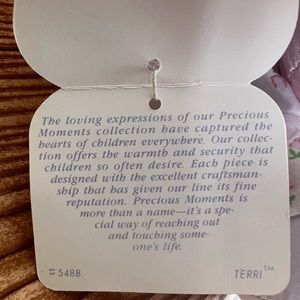 The loving expressions of our Precious
Moments collection have captured the
hearts of children everywhere. Our collec-
tion offers the warmth and security that
children so often desire. Each piece is
designed with the excellent craftsman-
ship that has given our line its fine
reputation. Precious Moments is
more than a name—it's a spe-
cial way of reaching out
and touching some-
one's life.
# 5488 TERRI™